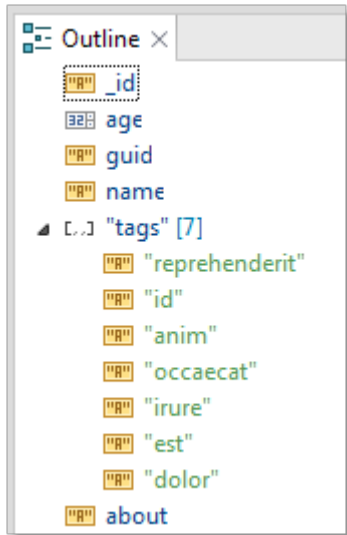 Outline
_id
age
guid
name
"tags" [7]
"reprehenderit"
"id"
"anim"
"occaecat"
"irure"
"est"
"dolor"
about